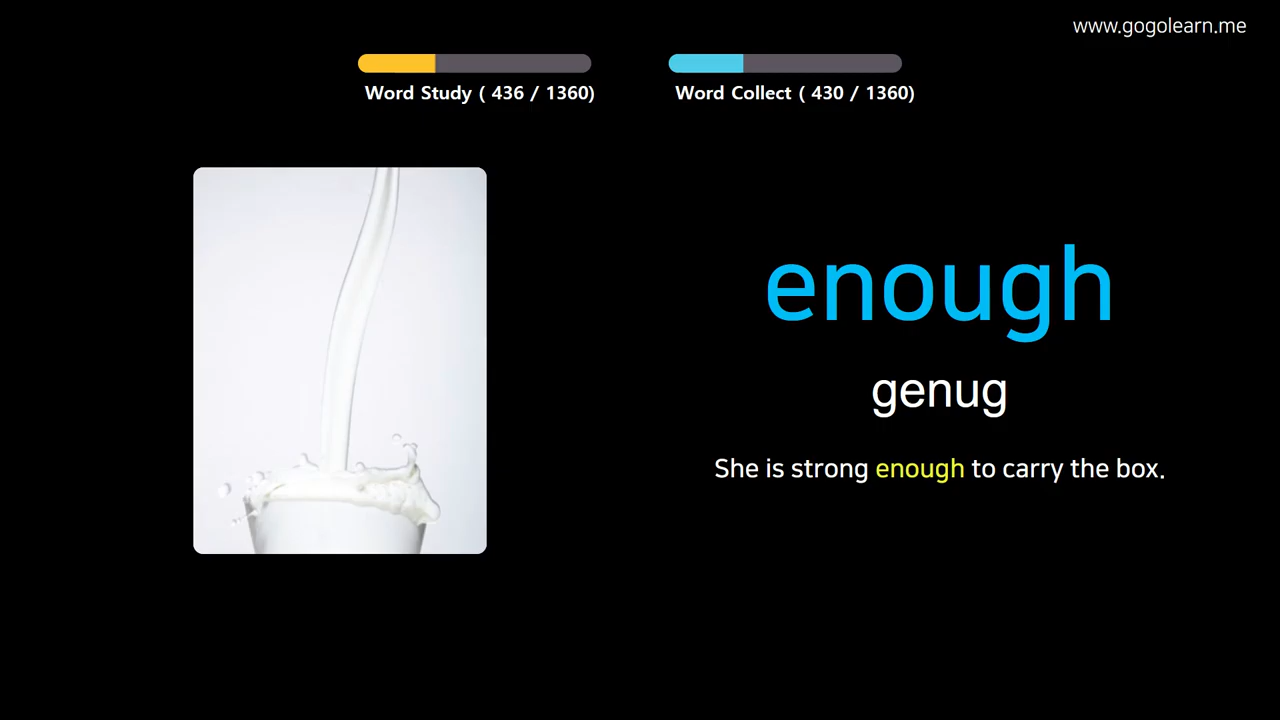 www.gogolearn.me
Word Study ( 436 / 1360)
Word Collect ( 430 / 1360)
enough
genug
She is strong enough to carry the box.